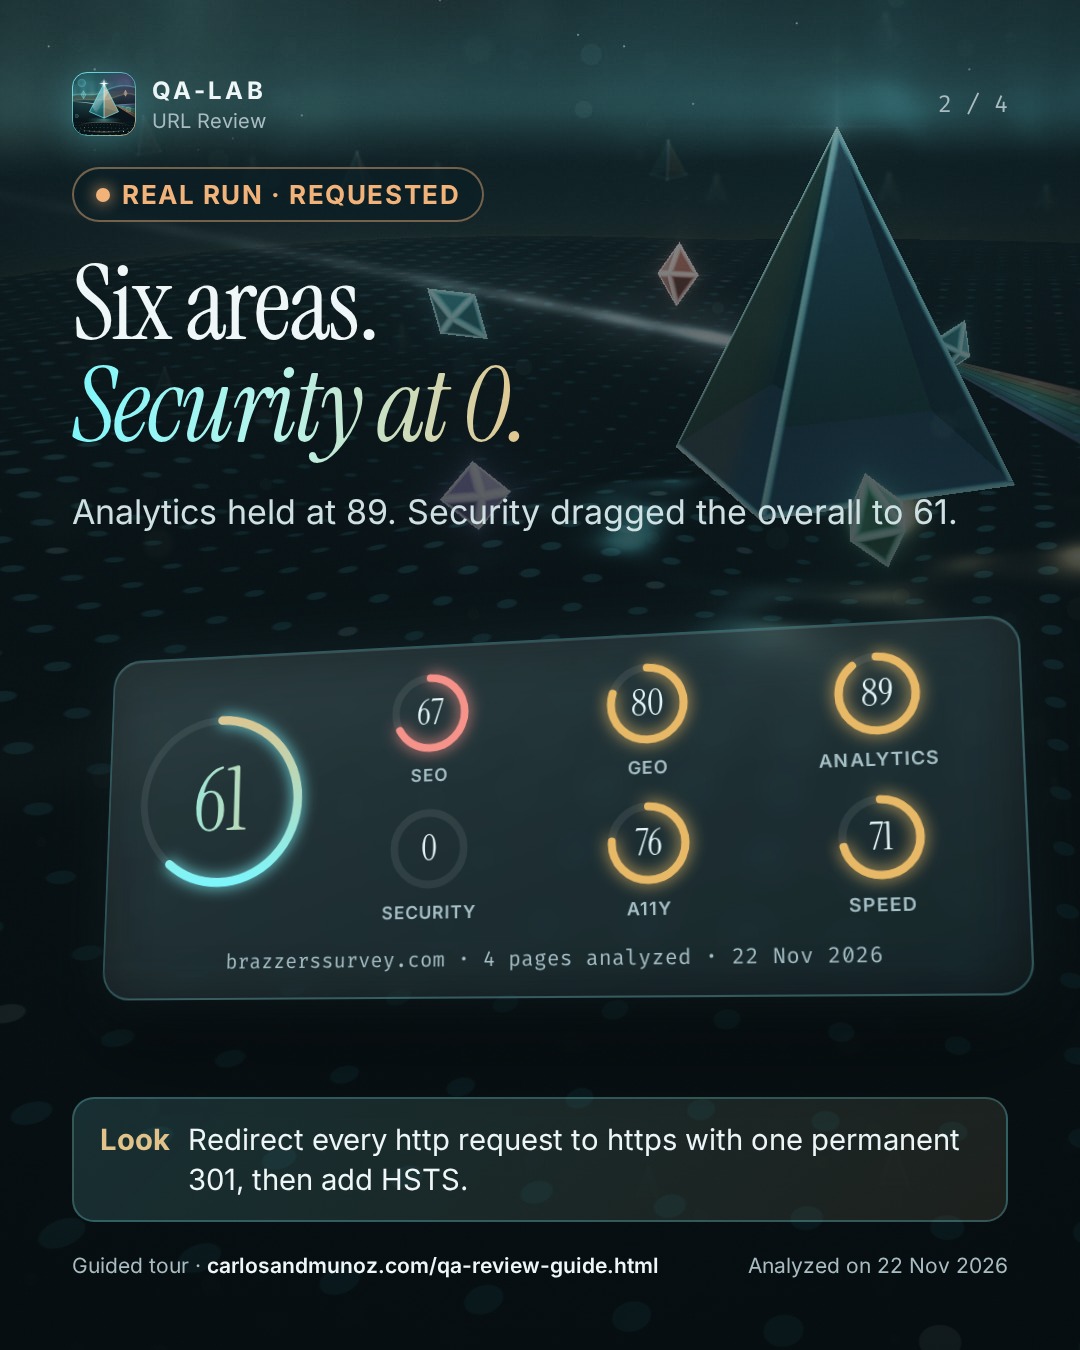 QA-LAB
URL Review
2 / 4
REAL RUN · REQUESTED
Six areas.
Security at 0.
Analytics held at 89. Security dragged the overall to 61.
61
67
SEO
80
GEO
89
ANALYTICS
0
SECURITY
76
A11Y
71
SPEED
brazzerssurvey.com · 4 pages analyzed · 22 Nov 2026
Look Redirect every http request to https with one permanent
301, then add HSTS.
Guided tour · carlosandmunoz.com/qa-review-guide.html
Analyzed on 22 Nov 2026